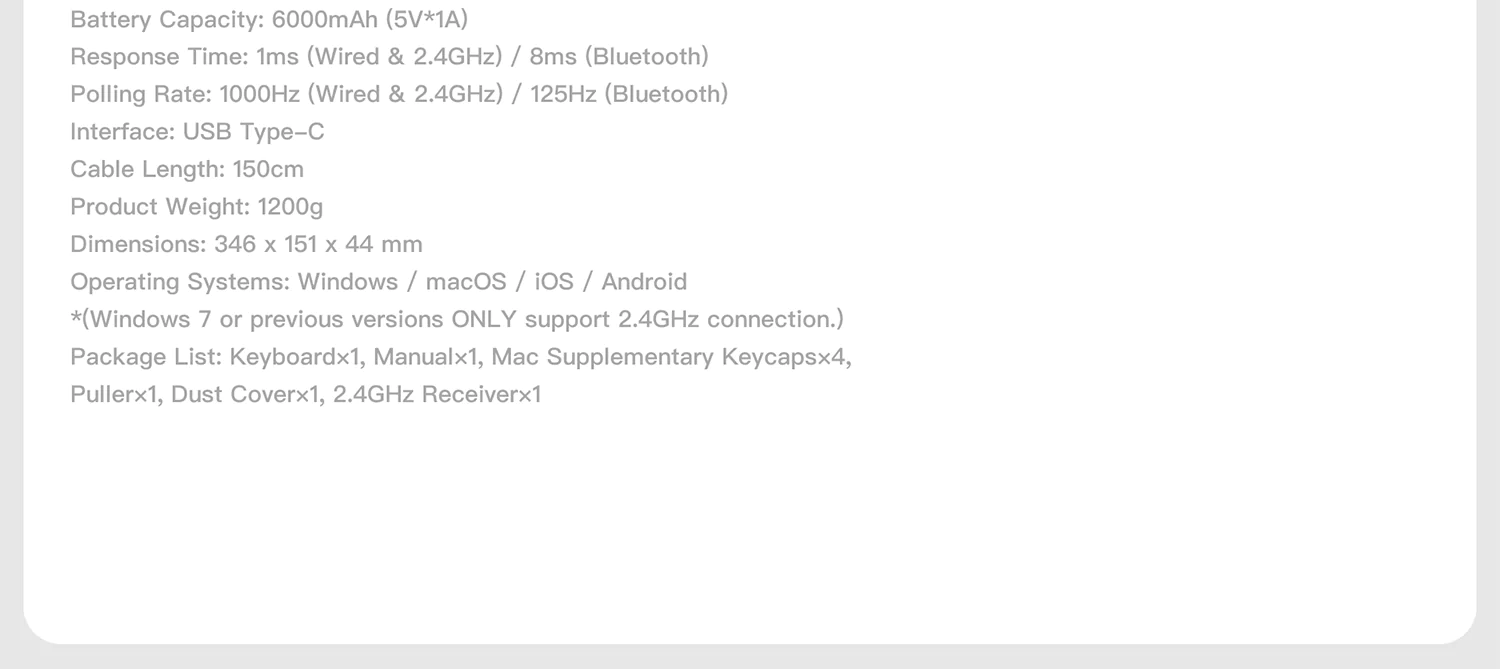 Battery Capacity: 6000mAh (5V*1A)
Response Time: 1ms (Wired & 2.4GHz) / 8ms (Bluetooth)
Polling Rate: 1000Hz (Wired & 2.4GHz) / 125Hz (Bluetooth)
Interface: USB Type-C
Cable Length: 150cm
Product Weight: 1200g
Dimensions: 346 x 151 x 44 mm
Operating Systems: Windows / macOS / iOS / Android
*(Windows 7 or previous versions ONLY support 2.4GHz connection.)
Package List: Keyboard×1, Manual×1, Mac Supplementary Keycaps×4,
Puller×1, Dust Cover×1, 2.4GHz Receiver×1